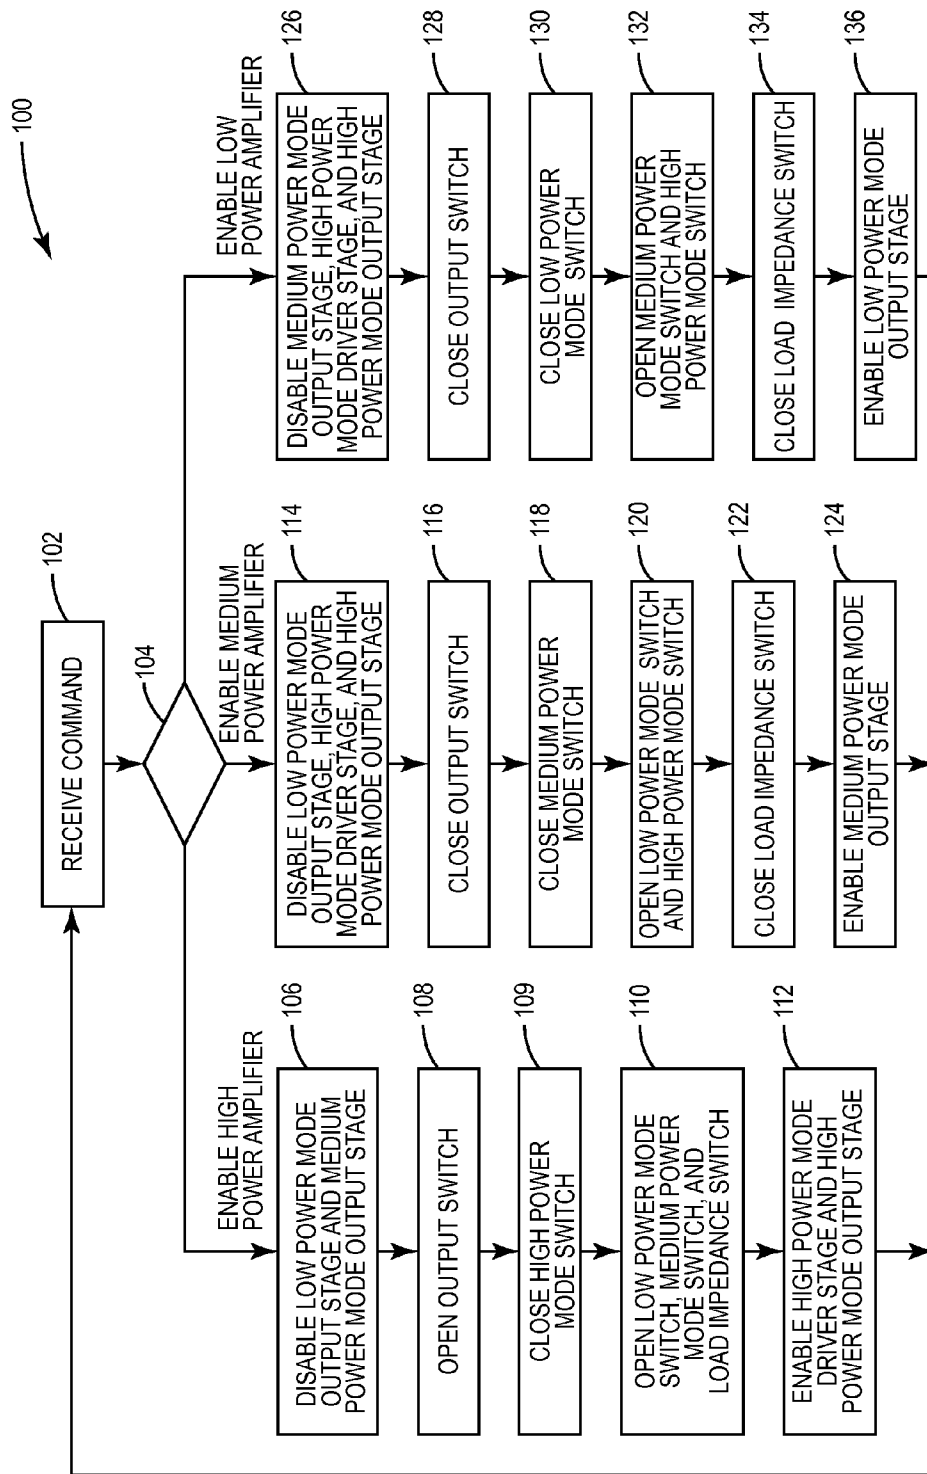 100
RECEIVE COMMAND
102
104
ENABLE HIGH
POWER AMPLIFIER
DISABLE LOW POWER MODE
OUTPUT STAGE AND MEDIUM
POWER MODE OUTPUT STAGE
106
OPEN OUTPUT SWITCH
108
CLOSE HIGH POWER
MODE SWITCH
109
OPEN LOW POWER MODE
SWITCH, MEDIUM POWER
MODE SWITCH, AND
LOAD IMPEDANCE SWITCH
110
ENABLE HIGH POWER MODE
DRIVER STAGE AND HIGH
POWER MODE OUTPUT STAGE
112
ENABLE MEDIUM
POWER AMPLIFIER
DISABLE LOW POWER MODE
OUTPUT STAGE, HIGH POWER
MODE DRIVER STAGE, AND HIGH
POWER MODE OUTPUT STAGE
114
CLOSE OUTPUT SWITCH
116
CLOSE MEDIUM POWER
MODE SWITCH
118
OPEN LOW POWER MODE SWITCH
AND HIGH POWER MODE SWITCH
120
CLOSE LOAD IMPEDANCE SWITCH
122
ENABLE MEDIUM POWER MODE
OUTPUT STAGE
124
ENABLE LOW
POWER AMPLIFIER
DISABLE MEDIUM POWER MODE
OUTPUT STAGE, HIGH POWER
MODE DRIVER STAGE, AND HIGH
POWER MODE OUTPUT STAGE
126
CLOSE OUTPUT SWITCH
128
CLOSE LOW POWER
MODE SWITCH
130
OPEN MEDIUM POWER
MODE SWITCH AND HIGH
POWER MODE SWITCH
132
CLOSE LOAD IMPEDANCE SWITCH
134
ENABLE LOW POWER MODE
OUTPUT STAGE
136